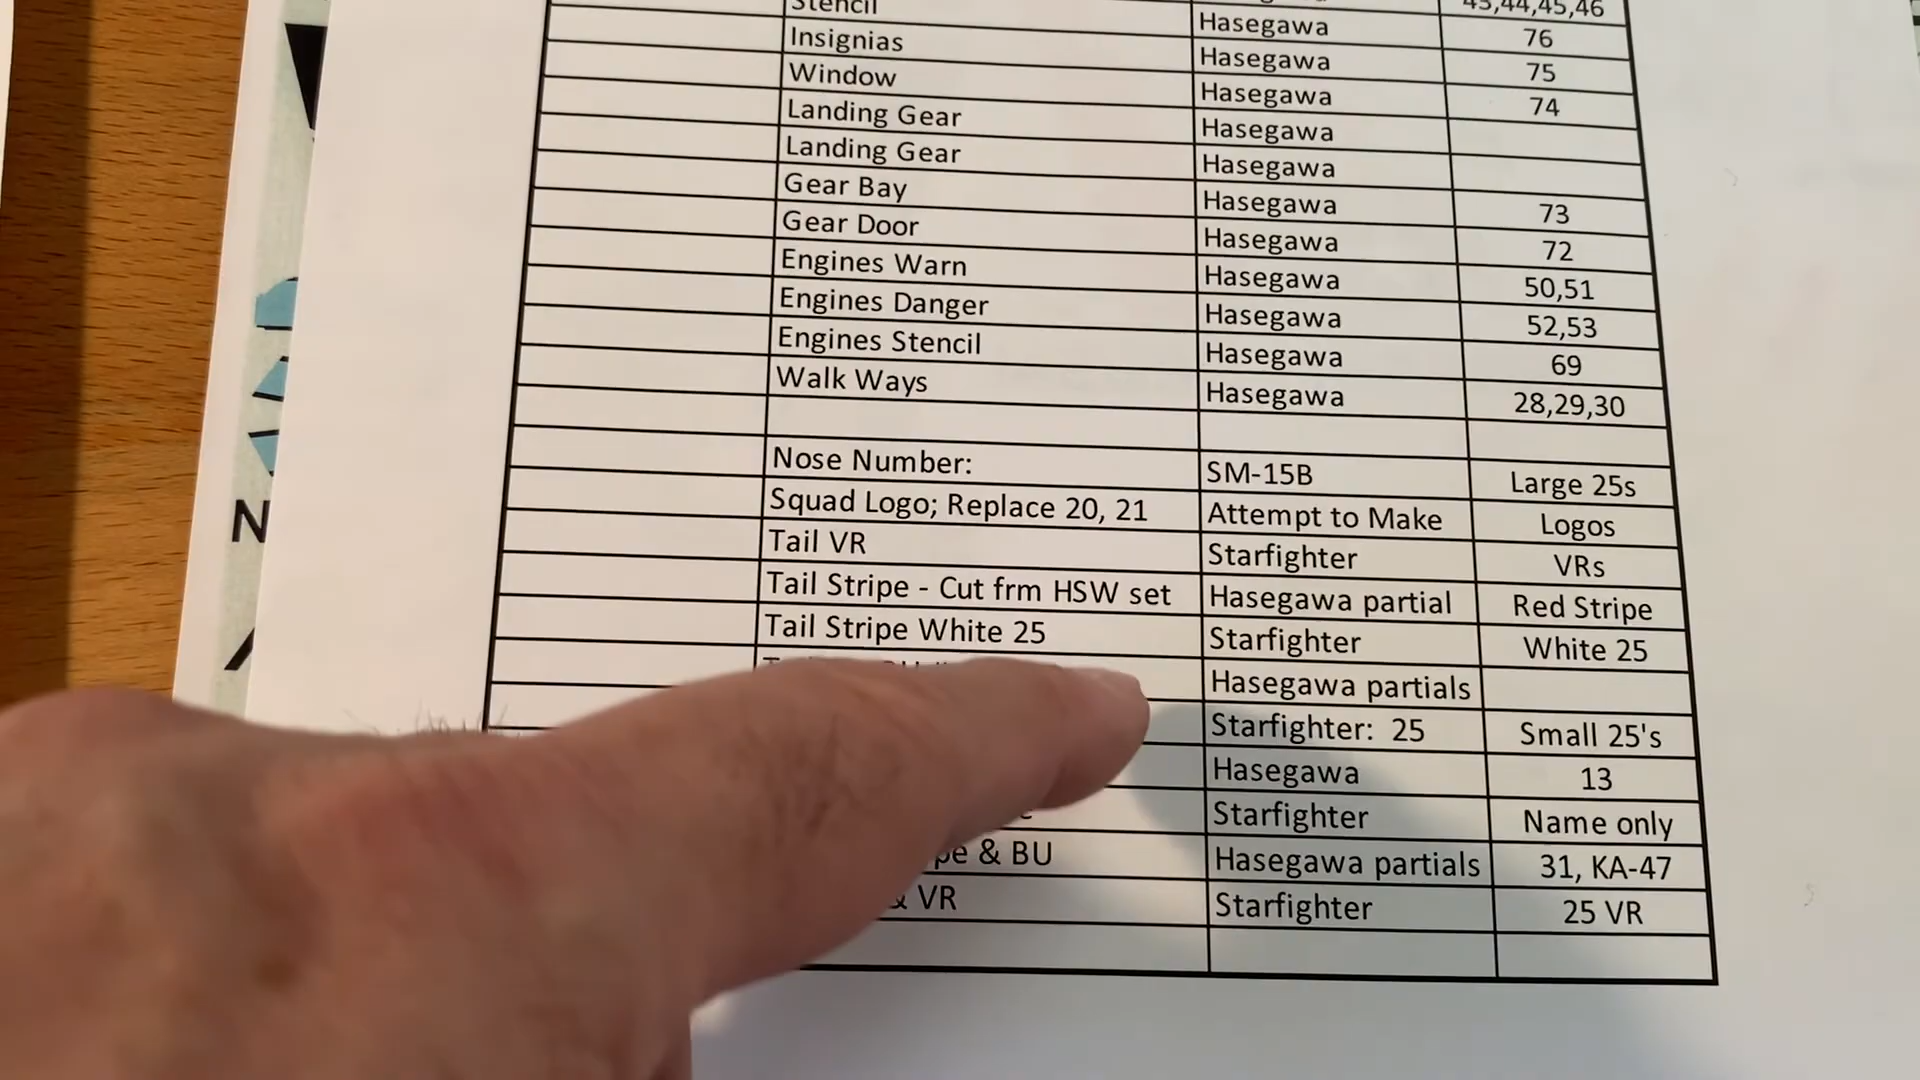 43,44,45,46
Stencil Hasegawa 76
Insignias Hasegawa 75
Window Hasegawa 74
Landing Gear Hasegawa
Landing Gear Hasegawa
Gear Bay Hasegawa 73
Gear Door Hasegawa 72
Engines Warn Hasegawa 50,51
Engines Danger Hasegawa 52,53
Engines Stencil Hasegawa 69
Walk Ways Hasegawa 28,29,30
Nose Number: SM-15B Large 25s
Squad Logo; Replace 20, 21 Attempt to Make Logos
Tail VR Starfighter VRs
Tail Stripe - Cut frm HSW set Hasegawa partial Red Stripe
Tail Stripe White 25 Starfighter White 25
Hasegawa partials
Starfighter: 25 Small 25's
Hasegawa 13
Starfighter Name only
& BU Hasegawa partials 31, KA-47
& VR Starfighter 25 VR
N